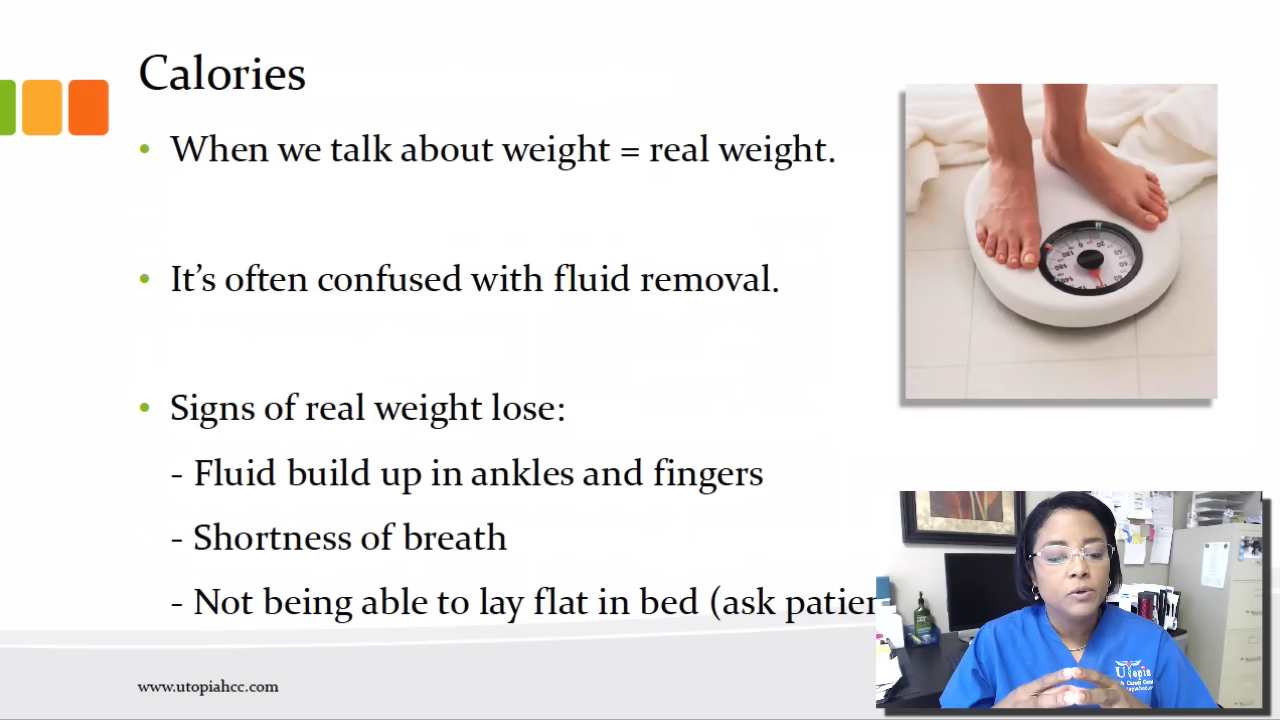 Calories
• When we talk about weight = real weight.
• It’s often confused with fluid removal.
• Signs of real weight lose:
- Fluid build up in ankles and fingers
- Shortness of breath
- Not being able to lay flat in bed (ask patien
www.utopiahcc.com
Utopia